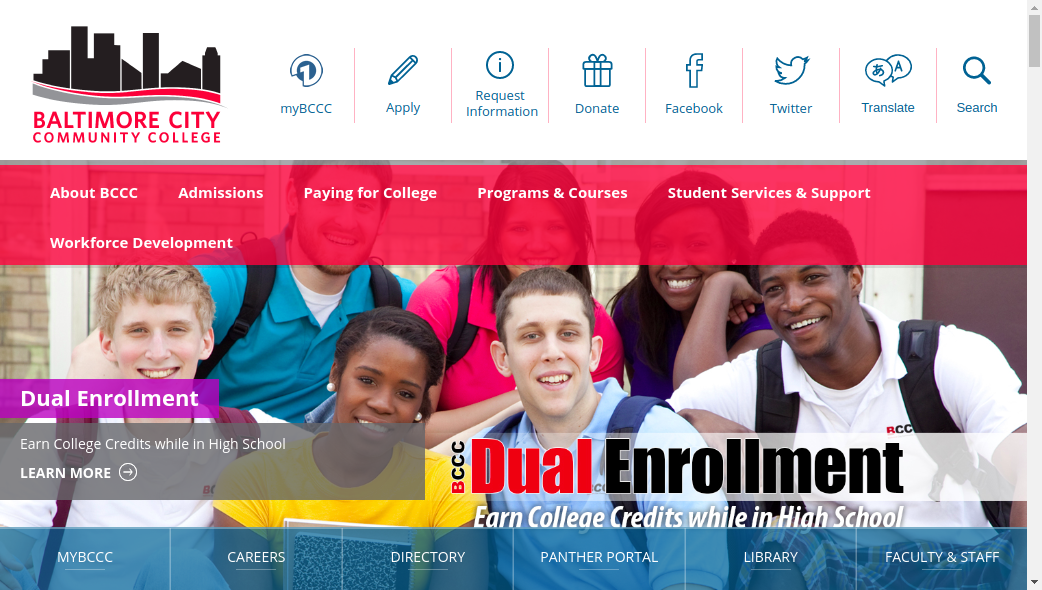 BALTIMORE CITY
COMMUNITY COLLEGE
myBCCC
Apply
Request
Information
Donate
Facebook
Twitter
Translate
Search
About BCCC
Admissions
Paying for College
Programs & Courses
Student Services & Support
Workforce Development
Dual Enrollment
Earn College Credits while in High School
LEARN MORE
BCCC
BCCC Dual Enrollment
Earn College Credits while in High School
MYBCCC
CAREERS
DIRECTORY
PANTHER PORTAL
LIBRARY
FACULTY & STAFF